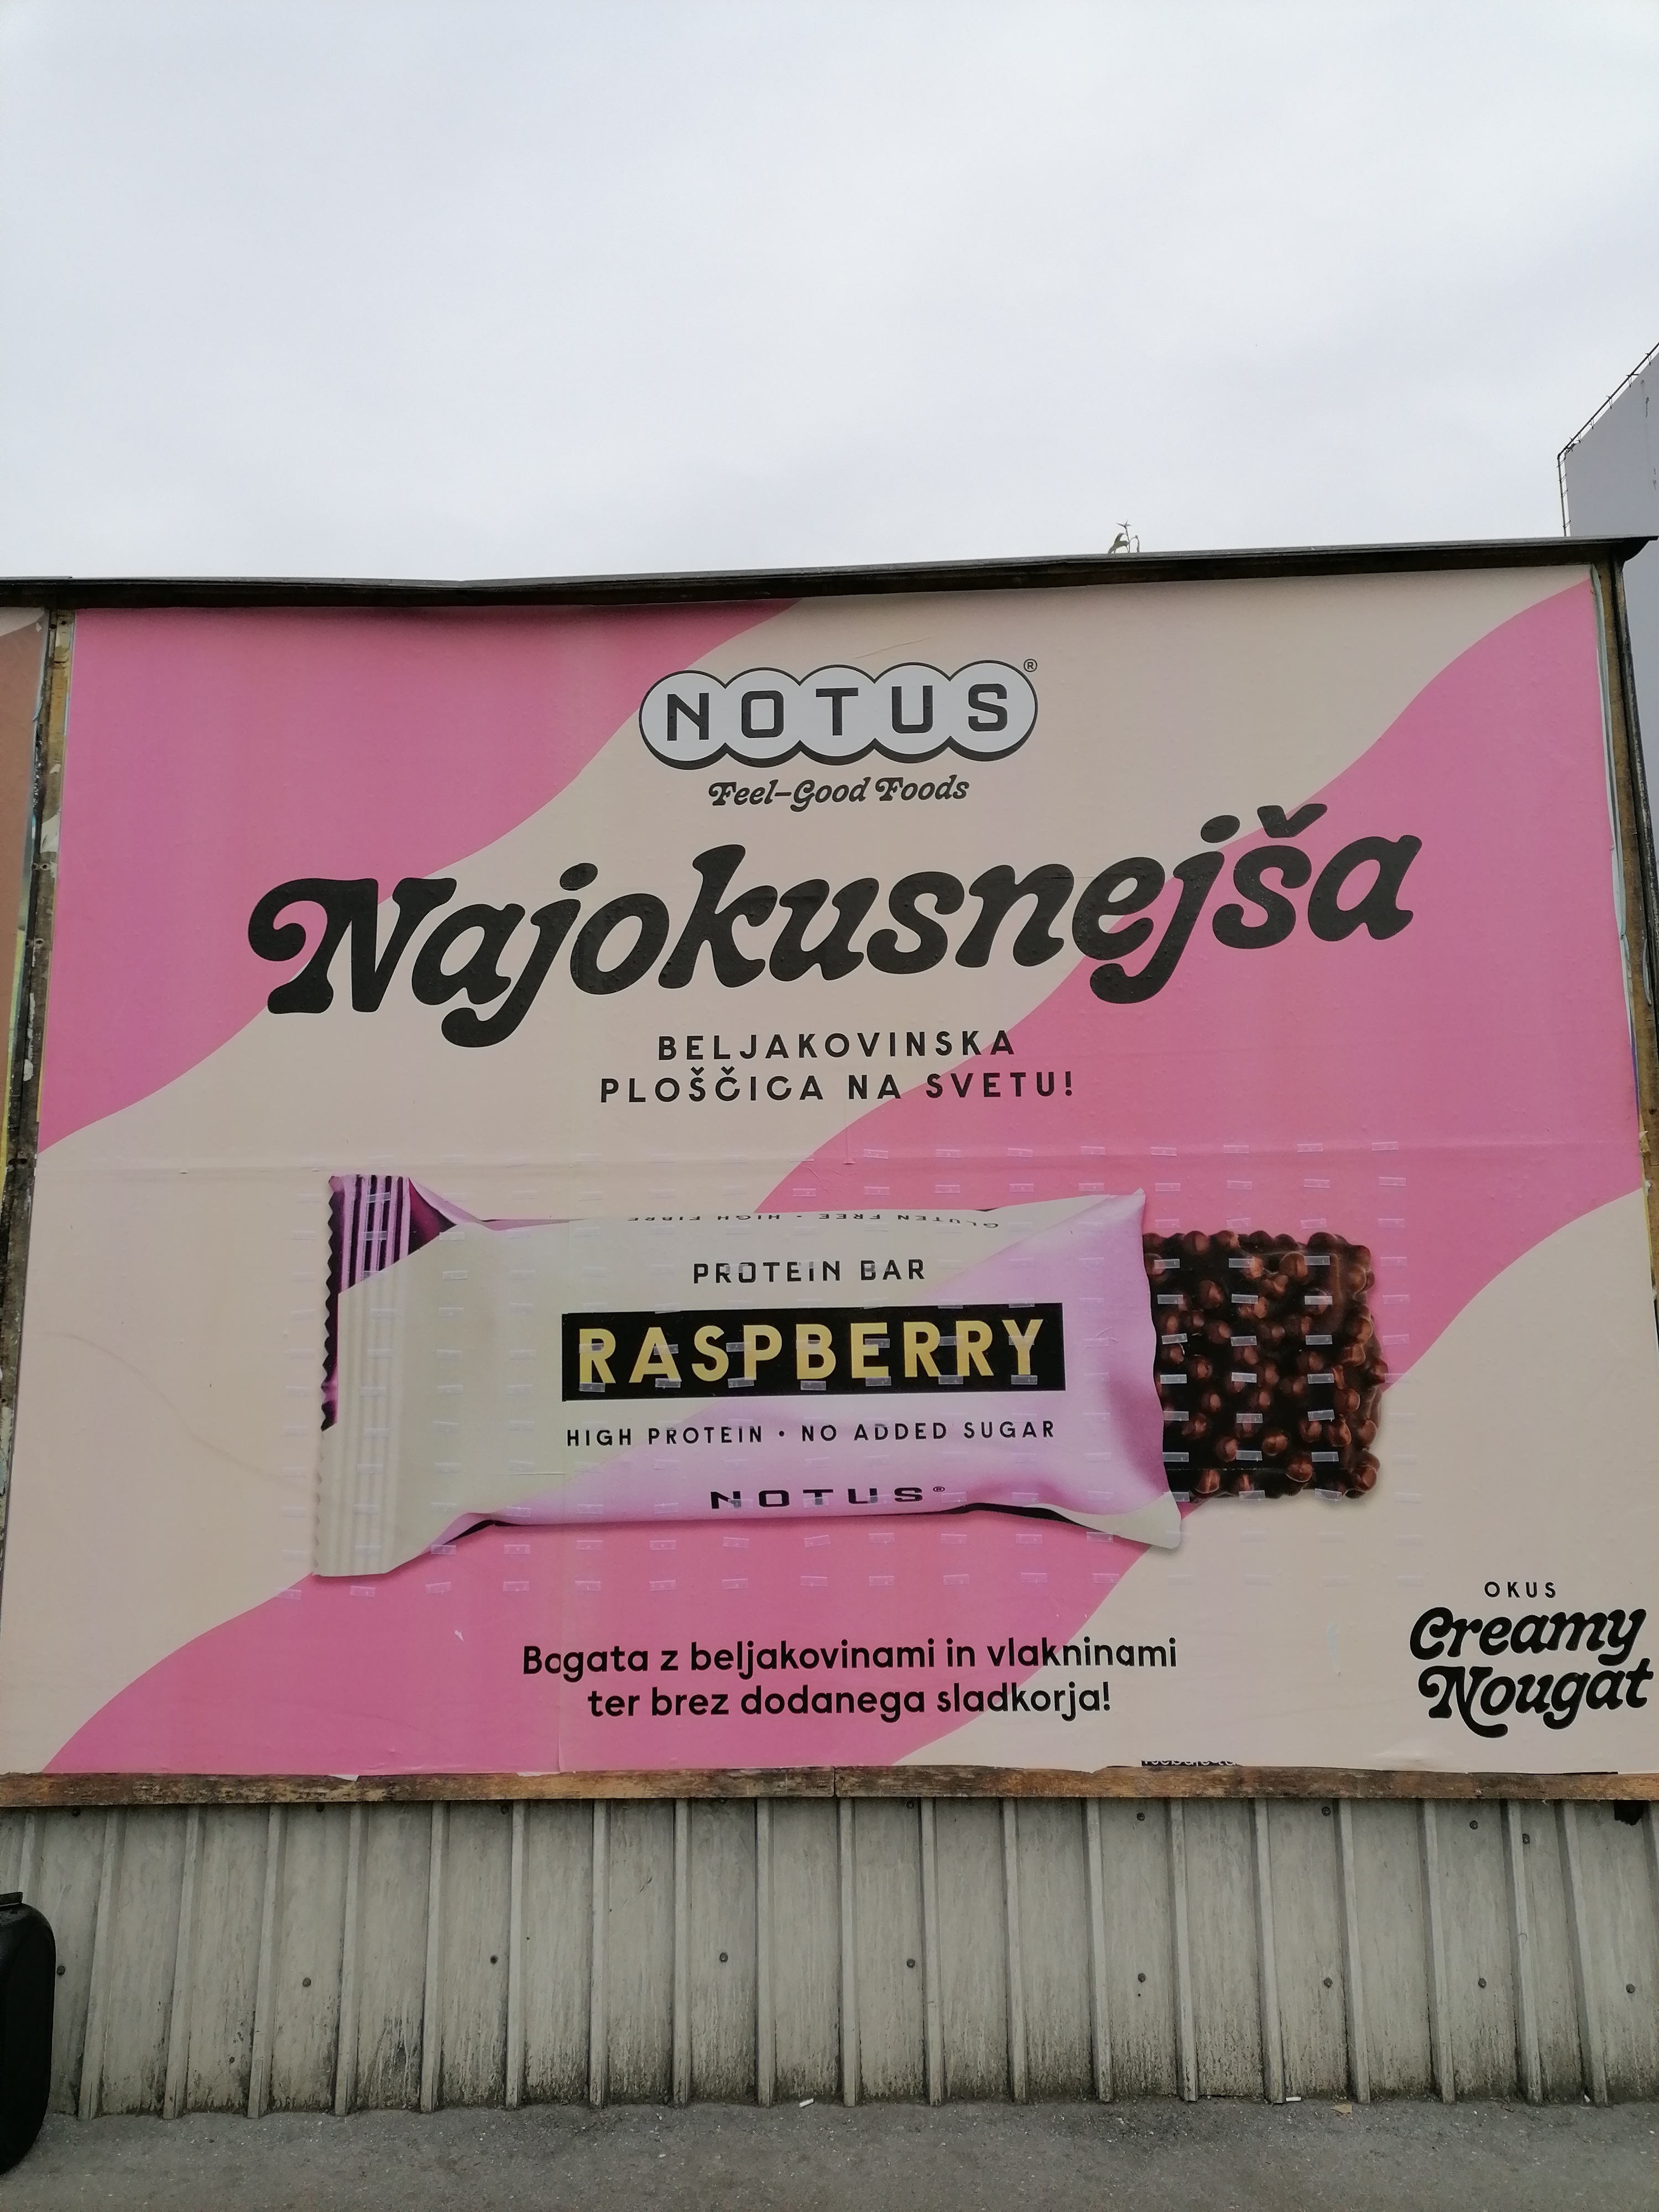 NOTUS®
Feel-Good Foods
Najokusnejša
BELJAKOVINSKA
PLOŠČICA NA SVETU!
GLUTEN FREE · HIGH FIBRE
PROTEIN BAR
RASPBERRY
HIGH PROTEIN · NO ADDED SUGAR
NOTUS®
Bogata z beljakovinami in vlakninami
ter brez dodanega sladkorja!
OKUS
Creamy
Nougat